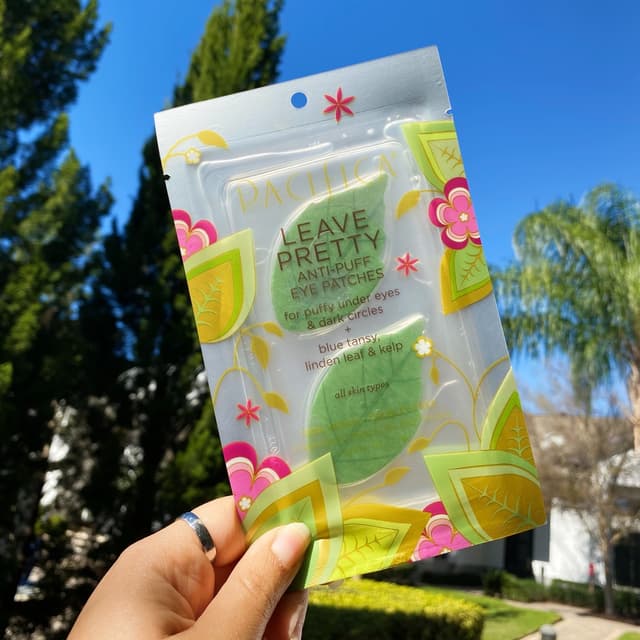 PACIFICA
LEAVE
PRETTY
ANTI-PUFF
EYE PATCHES
for puffy under eyes
& dark circles
+
blue tansy,
linden leaf & kelp
all skin types